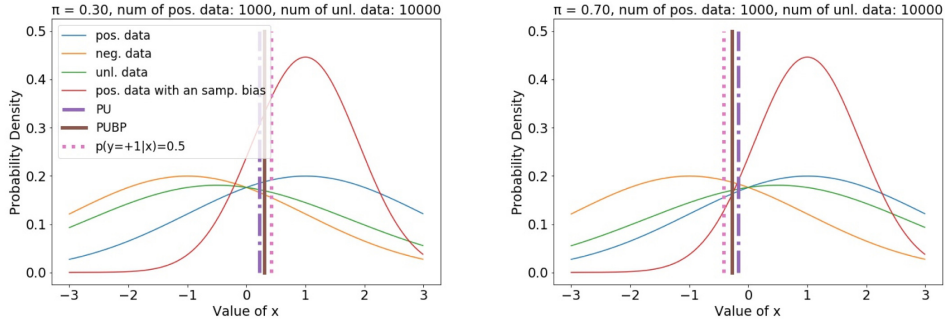 π = 0.30, num of pos. data: 1000, num of unl. data: 10000
0.5
0.4
0.3
0.2
0.1
0.0
Probability Density
pos. data
neg. data
unl. data
pos. data with an samp. bias
PU
PUBP
p(y=+1|x)=0.5
−3 −2 −1 0 1 2 3
Value of x
π = 0.70, num of pos. data: 1000, num of unl. data: 10000
0.5
0.4
0.3
0.2
0.1
0.0
Probability Density
−3 −2 −1 0 1 2 3
Value of x